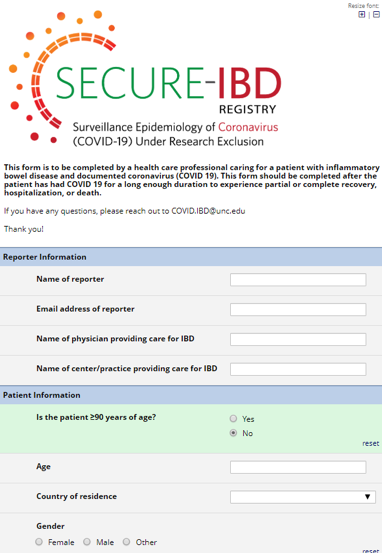 Resize font:
SECURE-IBD
REGISTRY
Surveillance Epidemiology of Coronavirus
(COVID-19) Under Research Exclusion
This form is to be completed by a health care professional caring for a patient with inflammatory
bowel disease and documented coronavirus (COVID 19). This form should be completed after the
patient has had COVID 19 for a long enough duration to experience partial or complete recovery,
hospitalization, or death.
If you have any questions, please reach out to COVID.IBD@unc.edu
Thank you!
Reporter Information
Name of reporter
Email address of reporter
Name of physician providing care for IBD
Name of center/practice providing care for IBD
Patient Information
Is the patient ≥90 years of age?
Yes
No
reset
Age
Country of residence
Gender
Female Male Other
reset